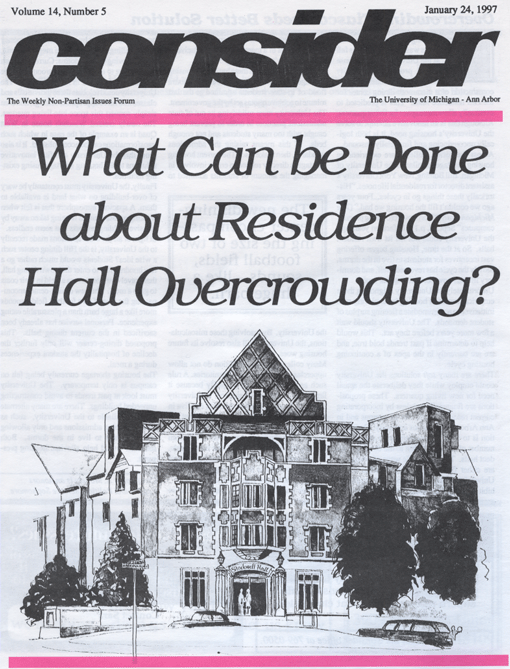 Volume 14, Number 5
January 24, 1997
consider
The Weekly Non-Partisan Issues Forum
The University of Michigan - Ann Arbor
What Can be Done
about Residence
Hall Overcrowding?